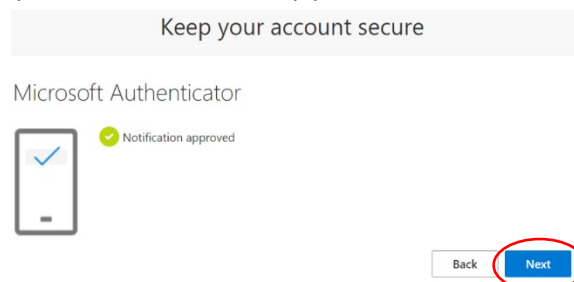 Keep your account secure
Microsoft Authenticator
Notification approved
Back Next